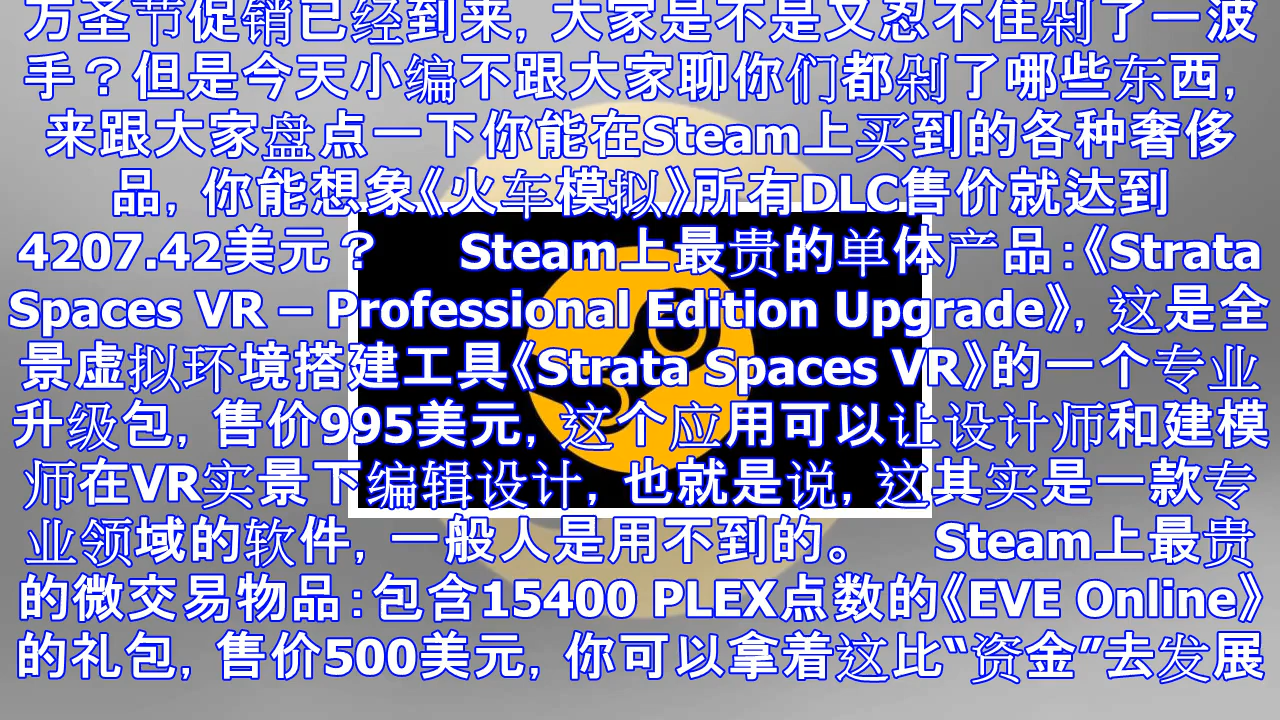 万圣节促销已经到来, 大家是不是又忍不住剁了一波
手？但是今天小编不跟大家聊你们都剁了哪些东西,
来跟大家盘点一下你能在Steam上买到的各种奢侈
品, 你能想象《火车模拟》所有DLC售价就达到
4207.42美元？ Steam上最贵的单体产品:《Strata
Spaces VR – Professional Edition Upgrade》, 这是全
景虚拟环境搭建工具《Strata Spaces VR》的一个专业
升级包, 售价995美元, 这个应用可以让设计师和建模
师在VR实景下编辑设计, 也就是说, 这其实是一款专
业领域的软件, 一般人是用不到的。 Steam上最贵
的微交易物品:包含15400 PLEX点数的《EVE Online》
的礼包, 售价500美元, 你可以拿着这比“资金”去发展